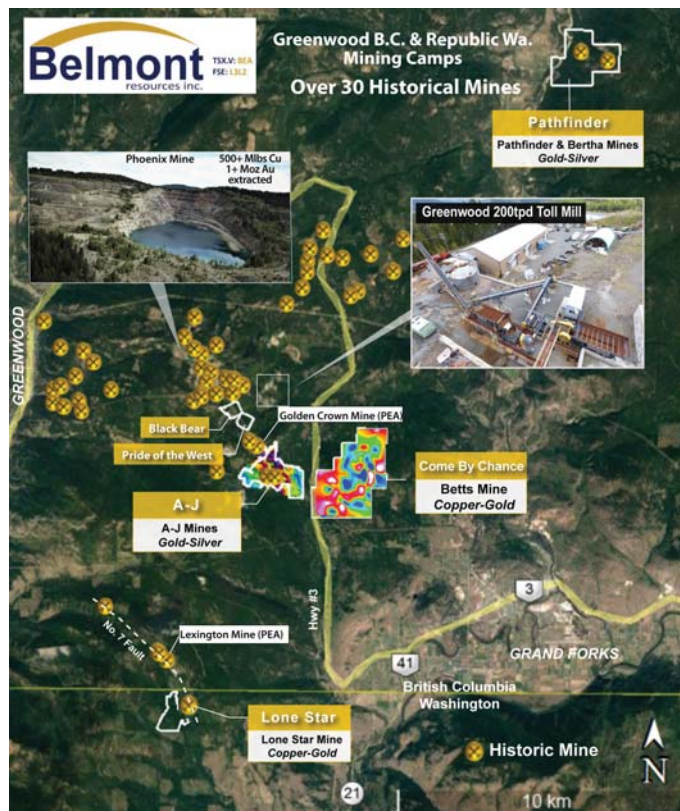 Belmont
resources inc.
TSX.V: BEA
FSE: L3L2
Greenwood B.C. & Republic Wa.
Mining Camps
Over 30 Historical Mines
Pathfinder
Pathfinder & Bertha Mines
Gold-Silver
Phoenix Mine
500+ Mlbs Cu
1+ Moz Au
extracted
Greenwood 200tpd Toll Mill
GREENWOOD
Black Bear
Golden Crown Mine (PEA)
Pride of the West
A-J
A-J Mines
Gold-Silver
Come By Chance
Betts Mine
Copper-Gold
No. 7 Fault
Lexington Mine (PEA)
Hwy #3
3
41
GRAND FORKS
British Columbia
Washington
Lone Star
Lone Star Mine
Copper-Gold
Historic Mine
N
21
10 km